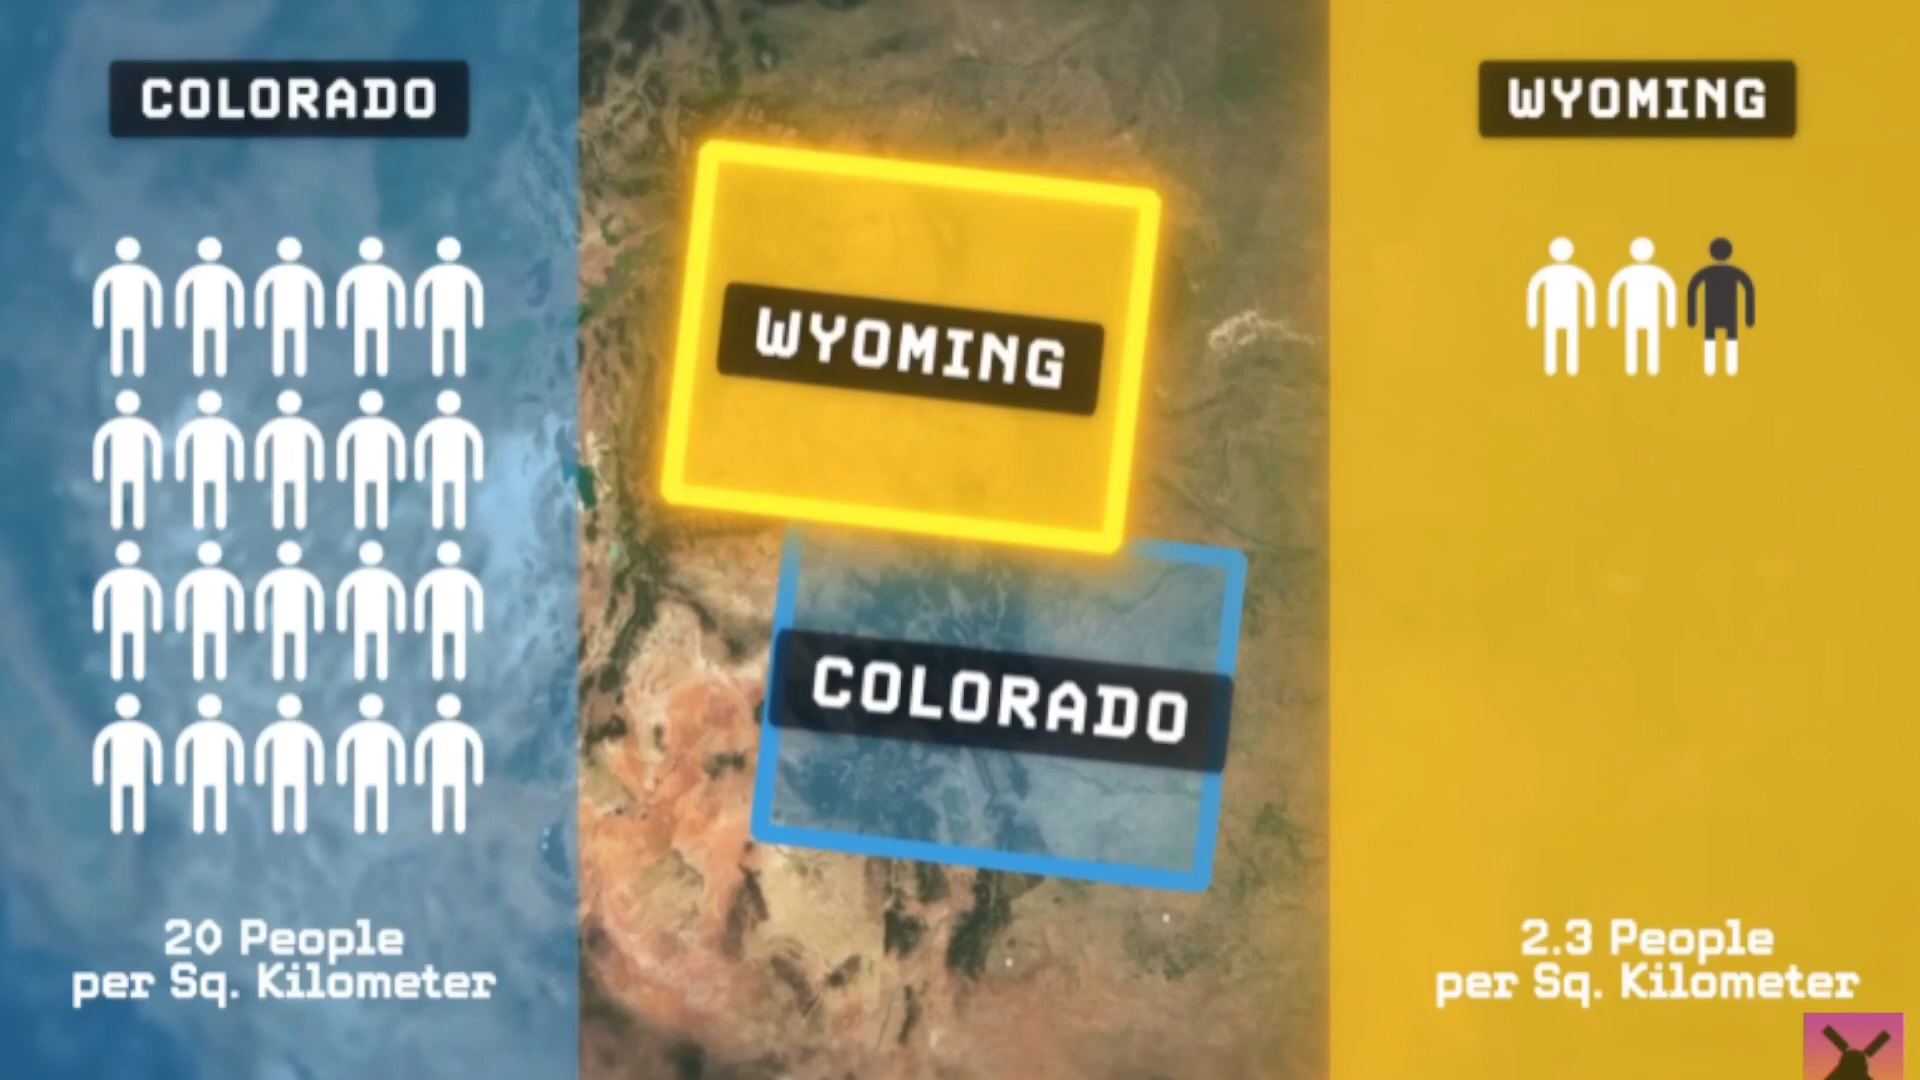 COLORADO
WYOMING
WYOMING
COLORADO
20 People
per Sq. Kilometer
2.3 People
per Sq. Kilometer